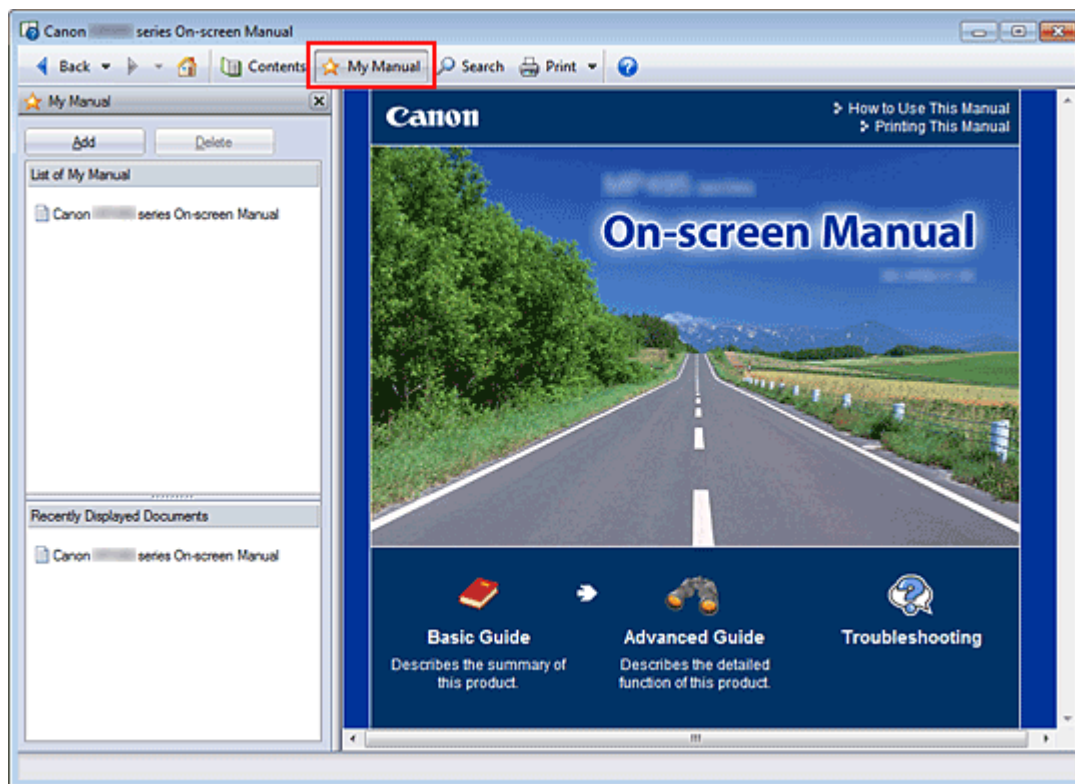 Canon series On-screen Manual
Back Contents My Manual Search Print
My Manual
Add Delete
List of My Manual
Canon series On-screen Manual
Recently Displayed Documents
Canon series On-screen Manual
Canon
How to Use This Manual
Printing This Manual
series
On-screen Manual
Basic Guide
Describes the summary of
this product.
Advanced Guide
Describes the detailed
function of this product.
Troubleshooting